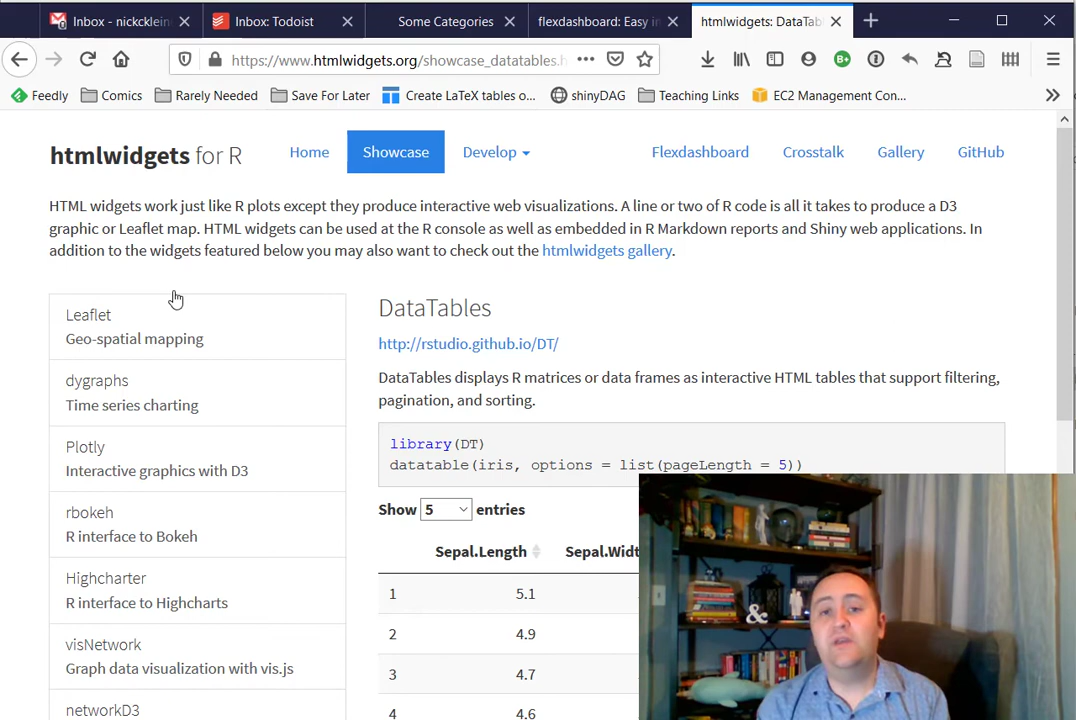 Inbox - nickcklein
Inbox: Todoist
Some Categories
flexdashboard: Easy in
htmlwidgets: DataTab
https://www.htmlwidgets.org/showcase_datatables.h
Feedly
Comics
Rarely Needed
Save For Later
Create LaTeX tables o...
shinyDAG
Teaching Links
EC2 Management Con...
htmlwidgets for R
Home
Showcase
Develop
Flexdashboard
Crosstalk
Gallery
GitHub
HTML widgets work just like R plots except they produce interactive web visualizations. A line or two of R code is all it takes to produce a D3
graphic or Leaflet map. HTML widgets can be used at the R console as well as embedded in R Markdown reports and Shiny web applications. In
addition to the widgets featured below you may also want to check out the htmlwidgets gallery.
Leaflet
Geo-spatial mapping
dygraphs
Time series charting
Plotly
Interactive graphics with D3
rbokeh
R interface to Bokeh
Highcharter
R interface to Highcharts
visNetwork
Graph data visualization with vis.js
networkD3
DataTables
http://rstudio.github.io/DT/
DataTables displays R matrices or data frames as interactive HTML tables that support filtering,
pagination, and sorting.
library(DT)
datatable(iris, options = list(pageLength = 5))
Show 5 entries
Sepal.Length Sepal.Widt
1 5.1
2 4.9
3 4.7
4 4.6
&